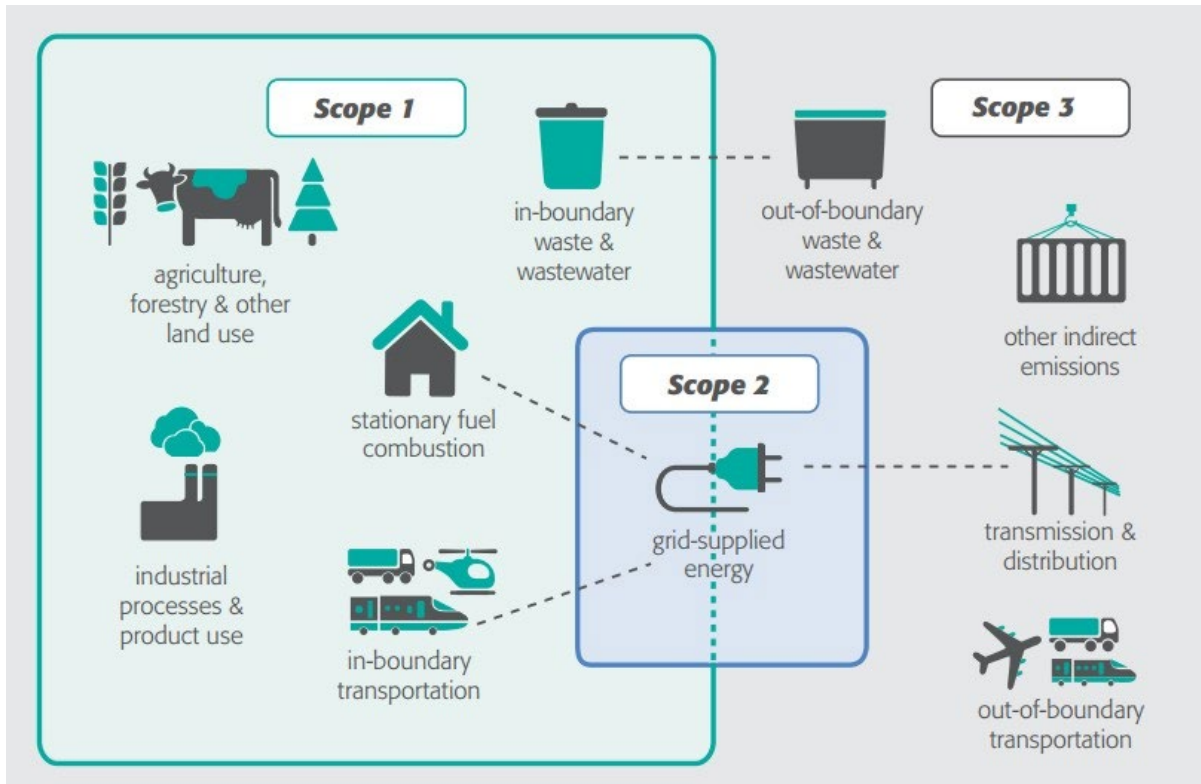 Scope 1
Scope 3
in-boundary
waste &
wastewater
out-of-boundary
waste &
wastewater
agriculture,
forestry & other
land use
other indirect
emissions
Scope 2
stationary fuel
combustion
grid-supplied
energy
transmission &
distribution
industrial
processes &
product use
in-boundary
transportation
out-of-boundary
transportation